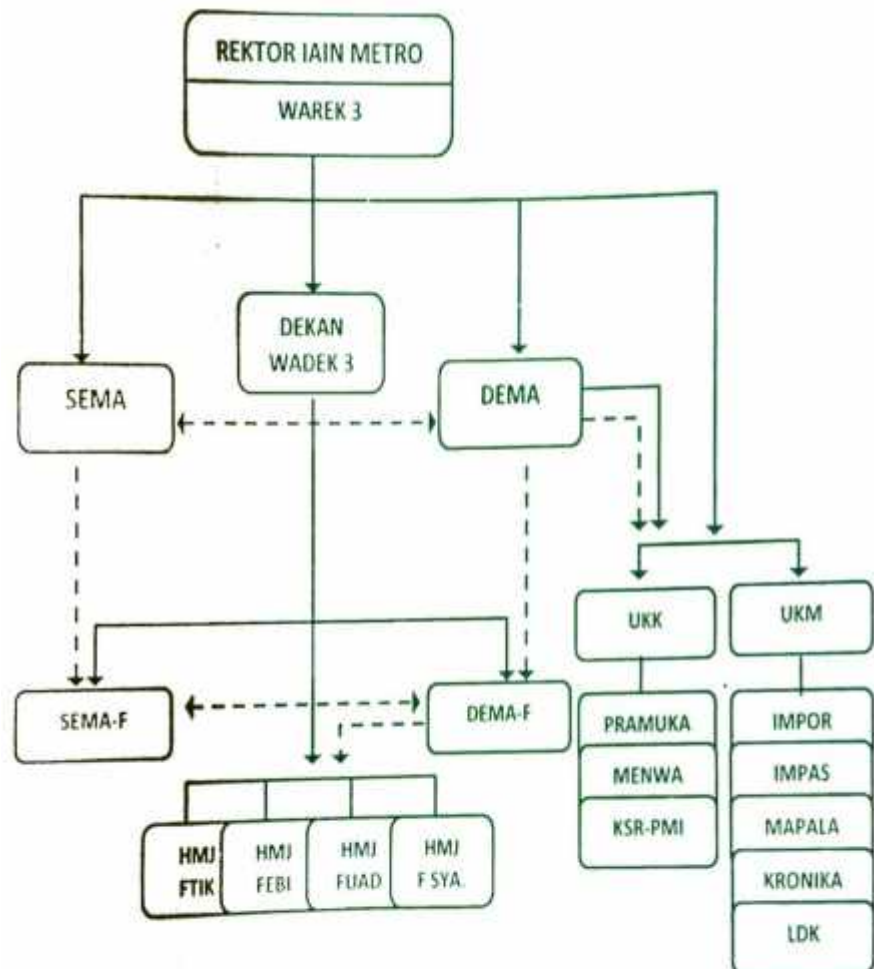 REKTOR IAIN METRO
WAREK 3
DEKAN
WADEK 3
SEMA
DEMA
UKK
UKM
SEMA-F
DEMA-F
PRAMUKA
MENWA
KSR-PMI
IMPOR
IMPAS
MAPALA
KRONIKA
LDK
HMJ
FTIK
HMJ
FEBI
HMJ
FUAD
HMJ
F SYA.